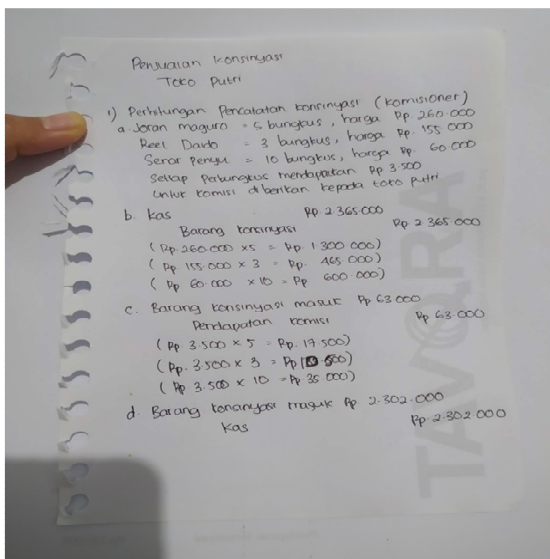 Penjualan Konsinyasi
Toko Putri
1) Perhitungan Pencatatan konsinyasi (komisioner)
a. Joran maguro = 5 bungkus, harga Rp 260.000
Reel Daido = 3 bungkus, harga Rp. 155 000
Senar Penyu = 10 bungkus, harga Rp. 60 000
Setiap Perbungkus mendapatkan Rp 3.500
untuk komisi diberikan kepada toko putri
b. kas Rp 2 365.000
Barang konsinyasi Rp 2 365 000
(Rp.260.000 x5 = Rp. 1 300 000)
(Rp 155.000 x 3 = Rp. 465 000)
(Rp 60 000 x 10 = Rp 600 000)
c. Barang konsinyasi masuk Rp 63 000
Pendapatan komisi Rp 63.000
(Rp. 3.500 x 5 = Rp. 17 500)
(Rp. 3.500 x 3 = Rp 10 500)
(Rp 3.500 x 10 = Rp 35 000)
d. Barang konsinyasi masuk Rp 2.302.000
Kas Rp. 2.302 000
TAVQRA